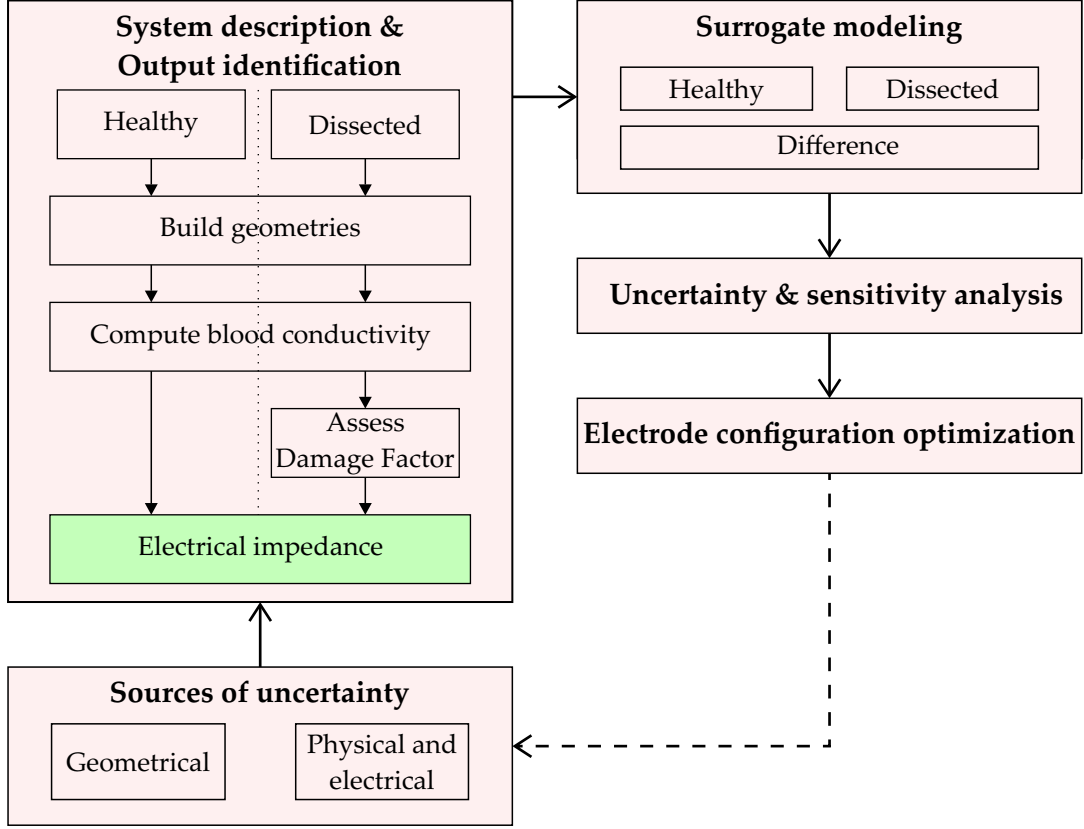 System description &
Output identification
Healthy
Dissected
Build geometries
Compute blood conductivity
Assess
Damage Factor
Electrical impedance
Sources of uncertainty
Geometrical
Physical and
electrical
Surrogate modeling
Healthy
Dissected
Difference
Uncertainty & sensitivity analysis
Electrode configuration optimization